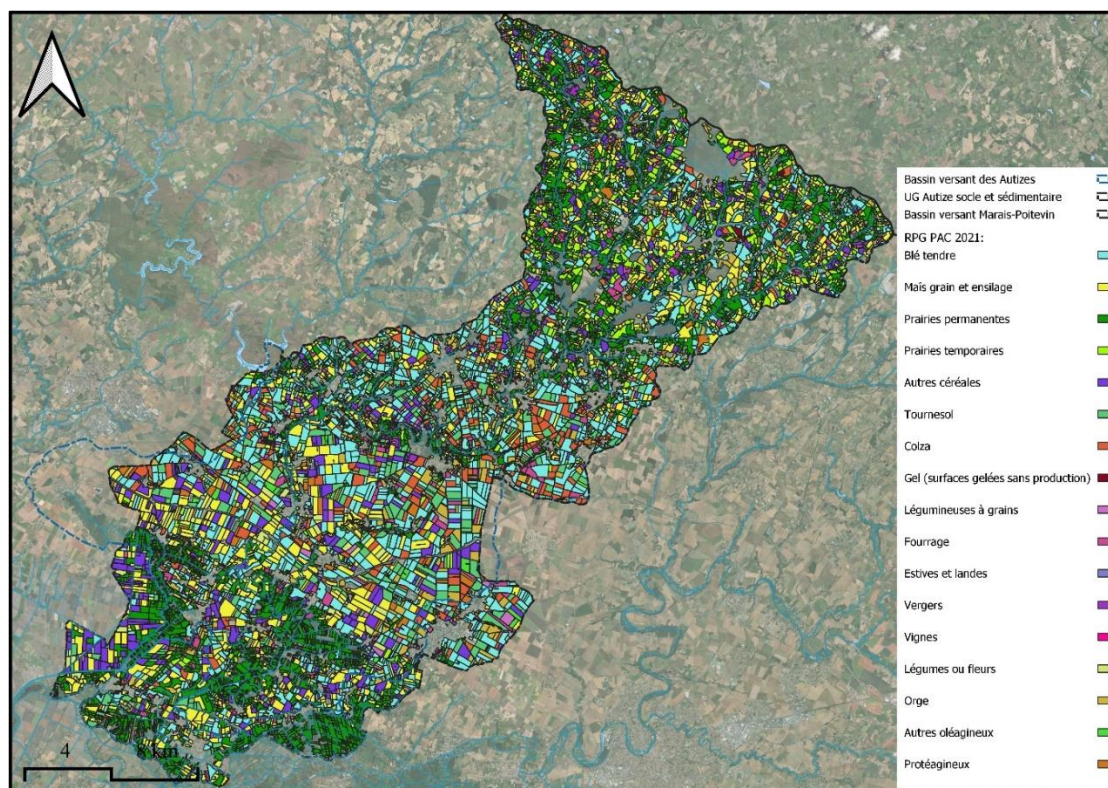 Bassin versant des Autizes
UG Autize socle et sédimentaire
Bassin versant Marais-Poitevin
RPG PAC 2021:
Blé tendre
Maïs grain et ensilage
Prairies permanentes
Prairies temporaires
Autres céréales
Tournesol
Colza
Gel (surfaces gelées sans production)
Légumineuses à grains
Fourrage
Estives et landes
Vergers
Vignes
Légumes ou fleurs
Orge
Autres oléagineux
Protéagineux
4 8 km